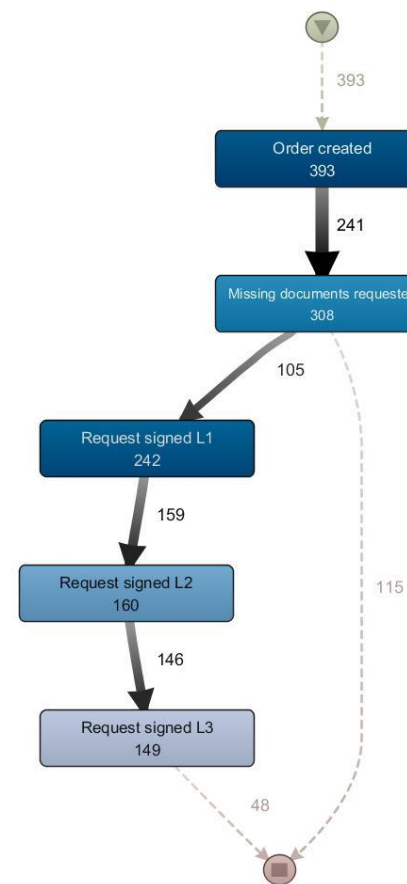 393
Order created
393
241
Missing documents requeste
308
105
Request signed L1
242
159
Request signed L2
160
115
146
Request signed L3
149
48